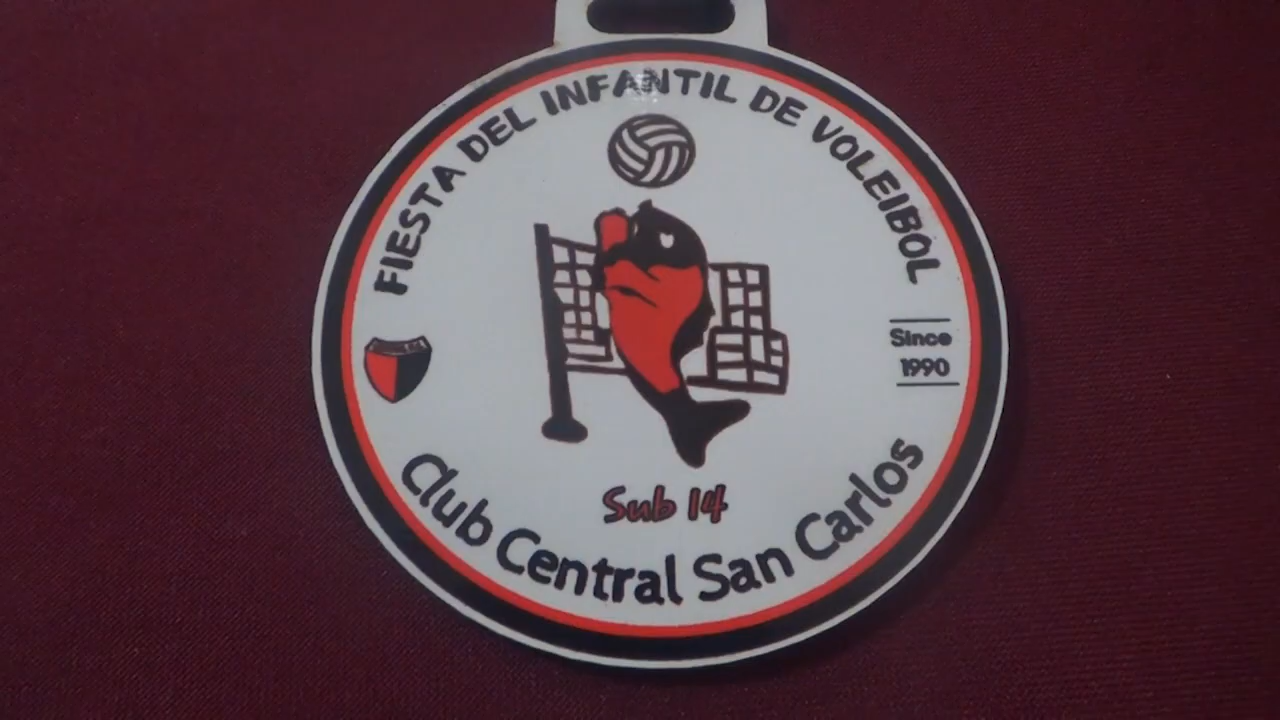 FIESTA DEL INFANTIL DE VOLEIBOL
Since
1990
Sub 14
Club Central San Carlos